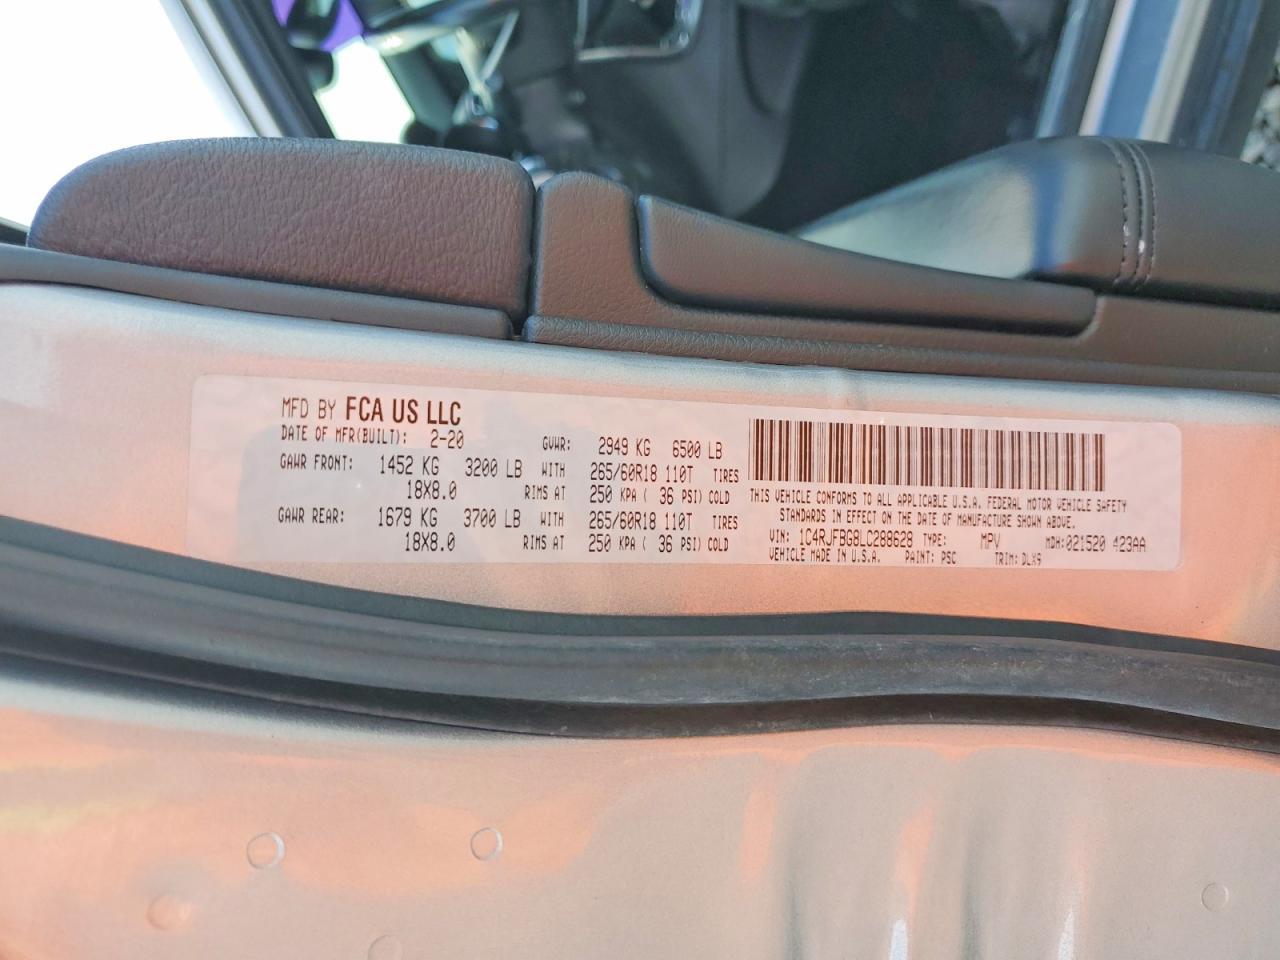 MFD BY FCA US LLC
DATE OF MFR(BUILT): 2-20 GVWR: 2949 KG 6500 LB
GAWR FRONT: 1452 KG 3200 LB WITH 265/60R18 110T TIRES
18X8.0 RIMS AT 250 KPA ( 36 PSI) COLD
GAWR REAR: 1679 KG 3700 LB WITH 265/60R18 110T TIRES
18X8.0 RIMS AT 250 KPA ( 36 PSI) COLD
THIS VEHICLE CONFORMS TO ALL APPLICABLE U.S.A. FEDERAL MOTOR VEHICLE SAFETY
STANDARDS IN EFFECT ON THE DATE OF MANUFACTURE SHOWN ABOVE.
VIN: 1C4RJFBG8LC288628 TYPE: MPV MDH:021520 423AA
VEHICLE MADE IN U.S.A. PAINT: PSC TRIM: DLX9